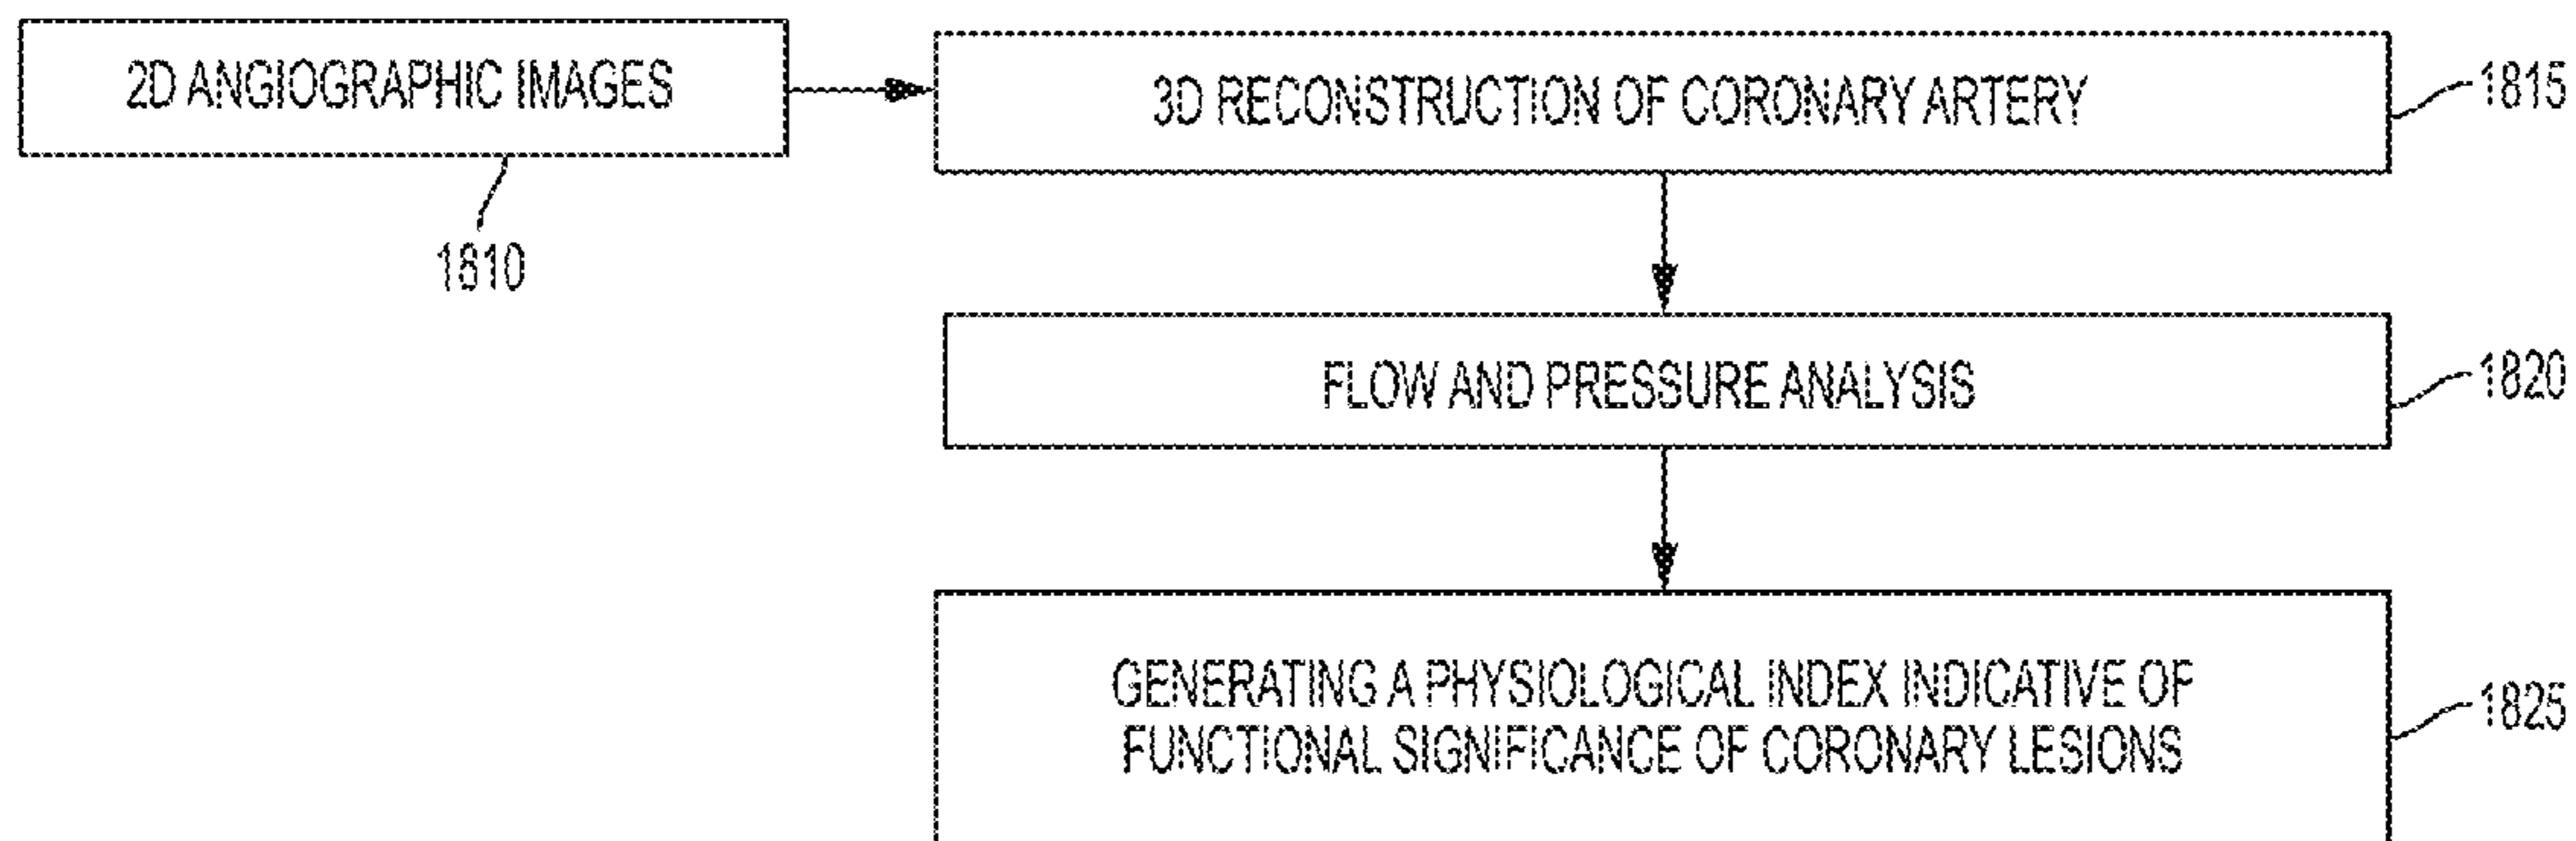 2D ANGIOGRAPHIC IMAGES
1810
3D RECONSTRUCTION OF CORONARY ARTERY
1815
FLOW AND PRESSURE ANALYSIS
1820
GENERATING A PHYSIOLOGICAL INDEX INDICATIVE OF
FUNCTIONAL SIGNIFICANCE OF CORONARY LESIONS
1825